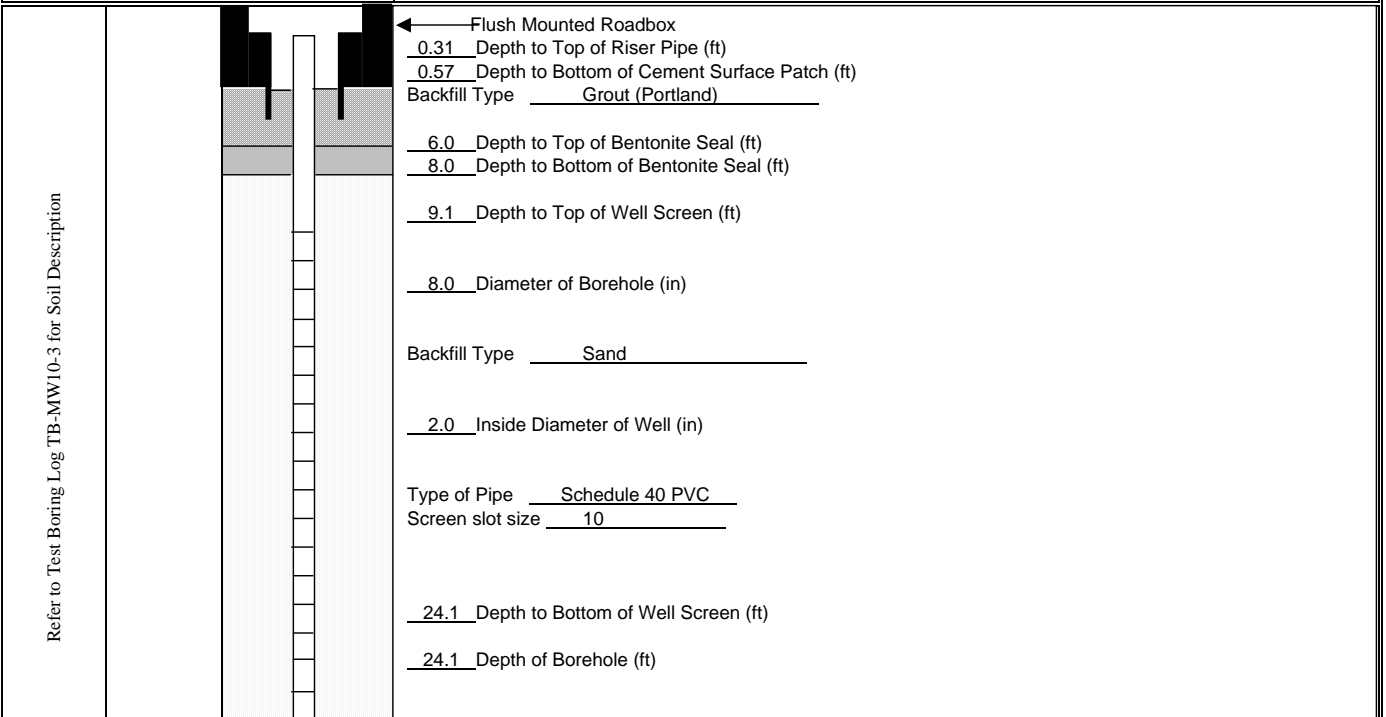 Flush Mounted Roadbox
0.31 Depth to Top of Riser Pipe (ft)
0.57 Depth to Bottom of Cement Surface Patch (ft)
Backfill Type Grout (Portland)
6.0 Depth to Top of Bentonite Seal (ft)
8.0 Depth to Bottom of Bentonite Seal (ft)
9.1 Depth to Top of Well Screen (ft)
8.0 Diameter of Borehole (in)
Backfill Type Sand
2.0 Inside Diameter of Well (in)
Type of Pipe Schedule 40 PVC
Screen slot size 10
24.1 Depth to Bottom of Well Screen (ft)
24.1 Depth of Borehole (ft)
Refer to Test Boring Log TB-MW10-3 for Soil Description